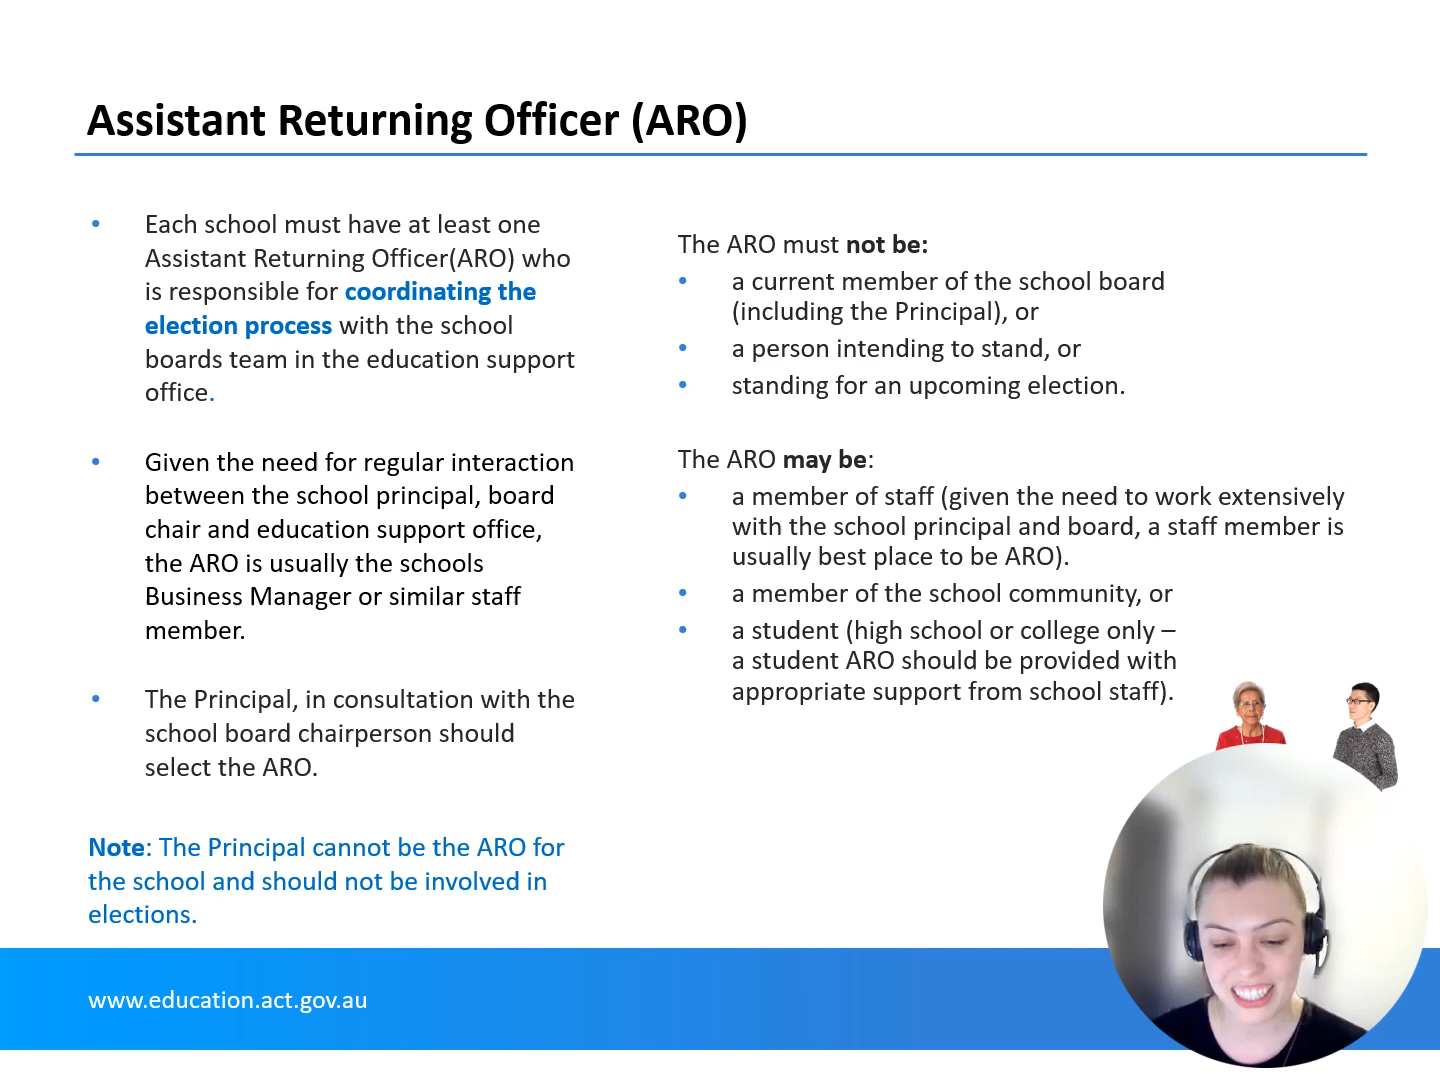 Assistant Returning Officer (ARO)
Each school must have at least one
Assistant Returning Officer(ARO) who
is responsible for coordinating the
election process with the school
boards team in the education support
office.
Given the need for regular interaction
between the school principal, board
chair and education support office,
the ARO is usually the schools
Business Manager or similar staff
member.
The Principal, in consultation with the
school board chairperson should
select the ARO.
Note: The Principal cannot be the ARO for
the school and should not be involved in
elections.
The ARO must not be:
a current member of the school board
(including the Principal), or
a person intending to stand, or
standing for an upcoming election.
The ARO may be:
a member of staff (given the need to work extensively
with the school principal and board, a staff member is
usually best place to be ARO).
a member of the school community, or
a student (high school or college only –
a student ARO should be provided with
appropriate support from school staff).
www.education.act.gov.au